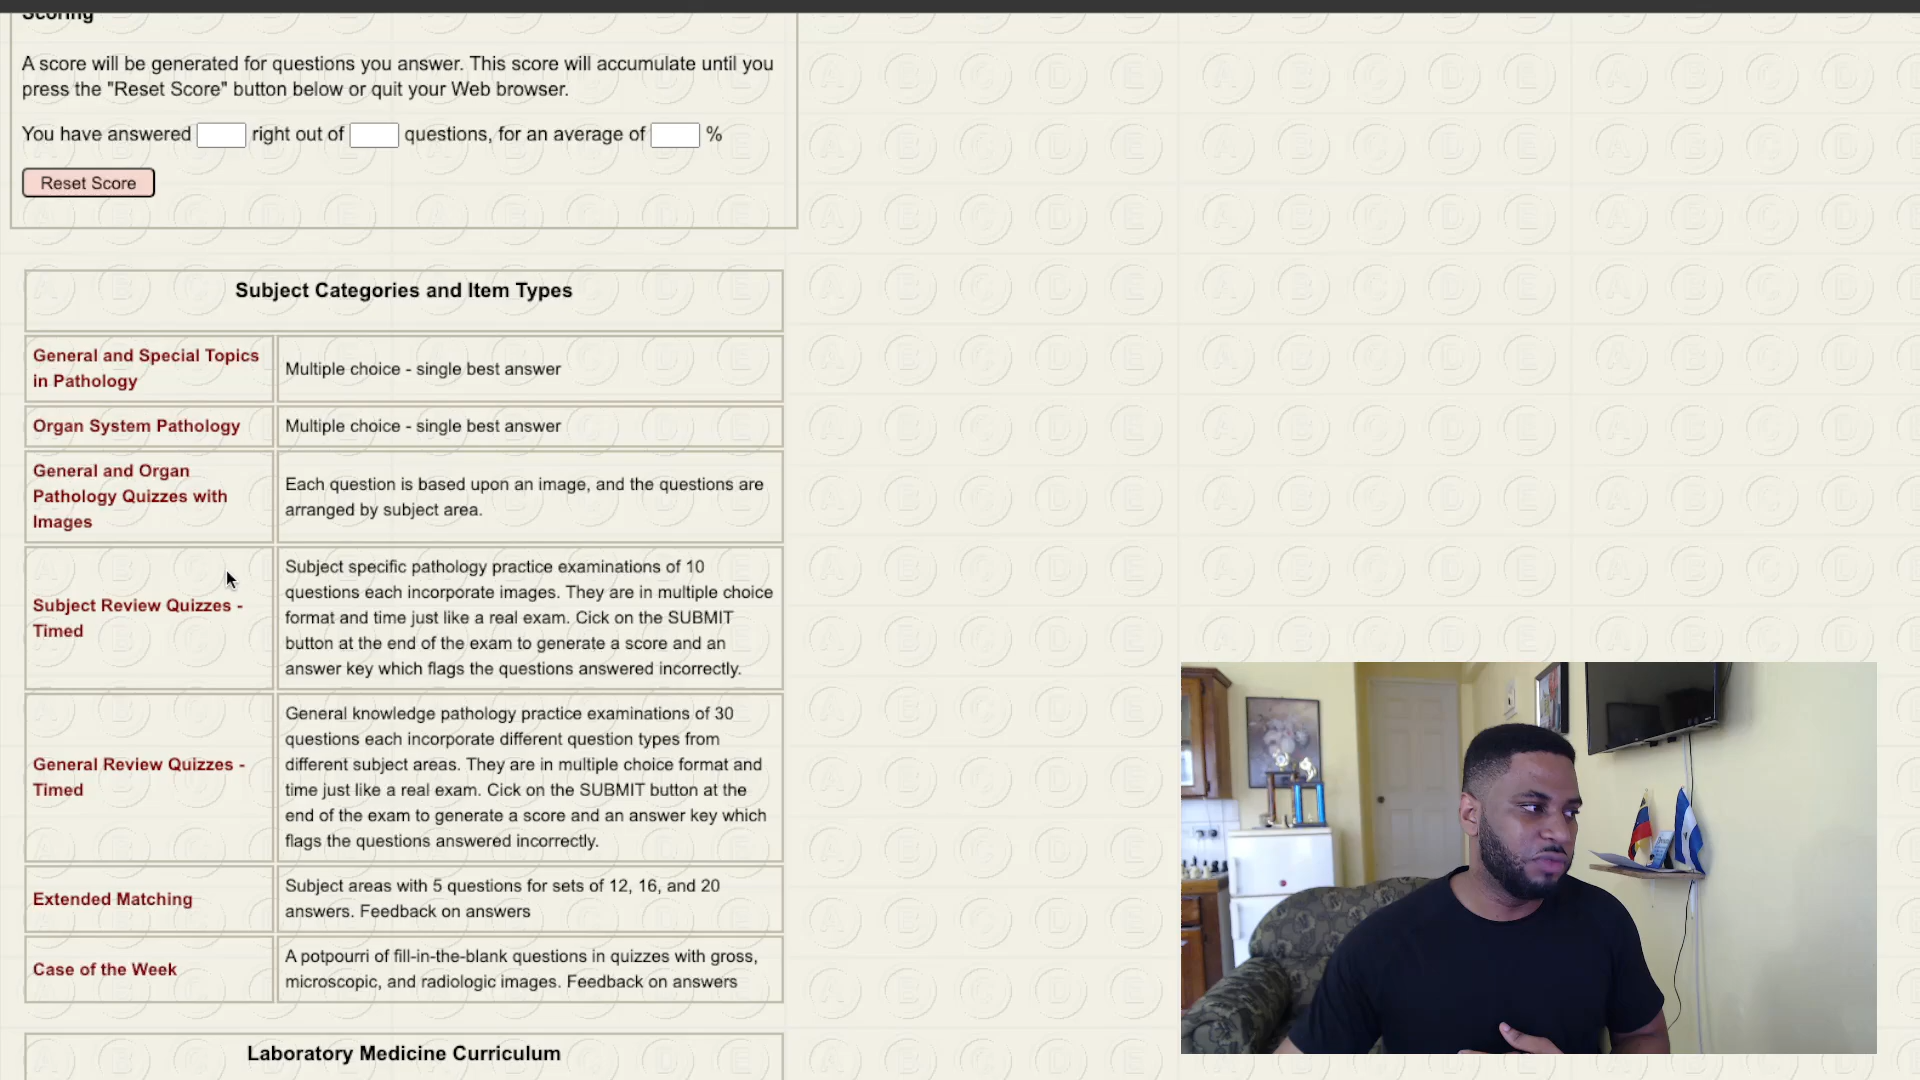 Scoring
A score will be generated for questions you answer. This score will accumulate until you
press the "Reset Score" button below or quit your Web browser.
You have answered right out of questions, for an average of %
Reset Score
Subject Categories and Item Types
General and Special Topics
in Pathology
Multiple choice - single best answer
Organ System Pathology
Multiple choice - single best answer
General and Organ
Pathology Quizzes with
Images
Each question is based upon an image, and the questions are
arranged by subject area.
Subject Review Quizzes -
Timed
Subject specific pathology practice examinations of 10
questions each incorporate images. They are in multiple choice
format and time just like a real exam. Cick on the SUBMIT
button at the end of the exam to generate a score and an
answer key which flags the questions answered incorrectly.
General Review Quizzes -
Timed
General knowledge pathology practice examinations of 30
questions each incorporate different question types from
different subject areas. They are in multiple choice format and
time just like a real exam. Cick on the SUBMIT button at the
end of the exam to generate a score and an answer key which
flags the questions answered incorrectly.
Extended Matching
Subject areas with 5 questions for sets of 12, 16, and 20
answers. Feedback on answers
Case of the Week
A potpourri of fill-in-the-blank questions in quizzes with gross,
microscopic, and radiologic images. Feedback on answers
Laboratory Medicine Curriculum